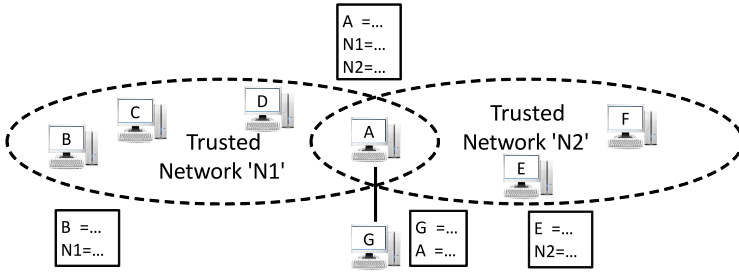 A =...
N1=...
N2=...
D
C
B
Trusted
Network 'N1'
A
Trusted
Network 'N2'
F
E
B =...
N1=...
G
G =...
A =...
E =...
N2=...